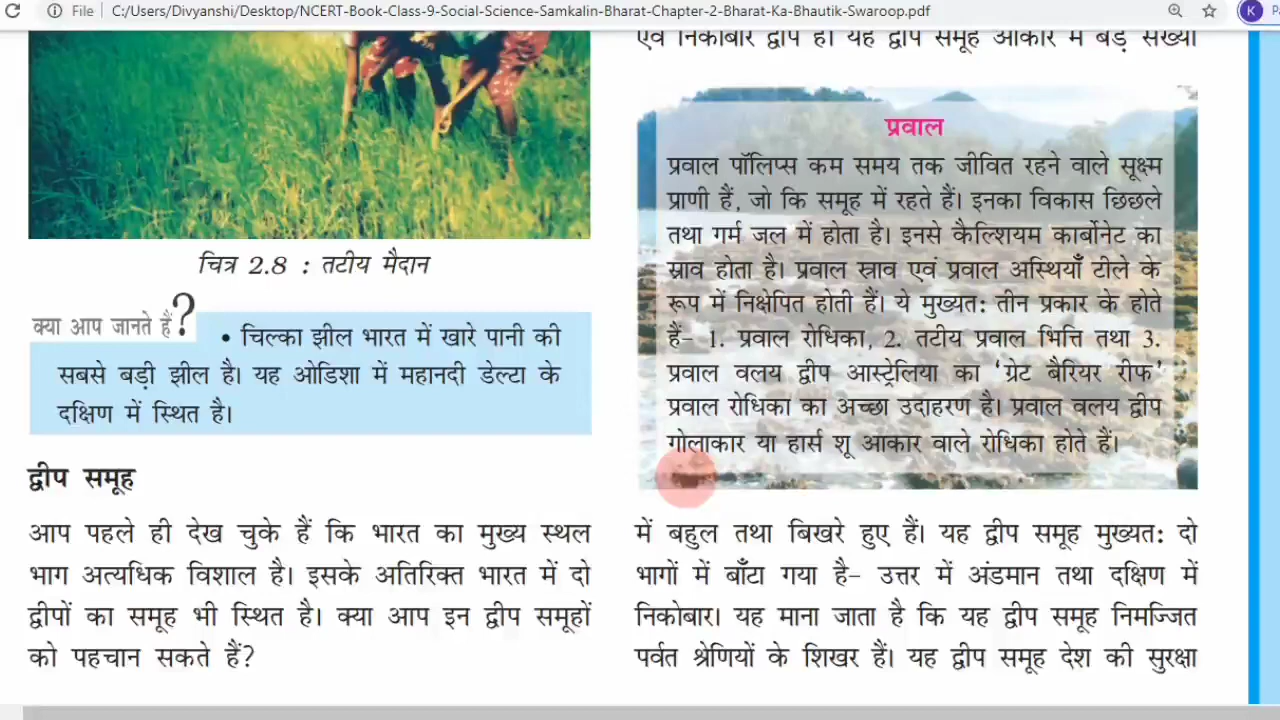 File
C:/Users/Divyanshi/Desktop/NCERT-Book-Class-9-Social-Science-Samkalin-Bharat-Chapter-2-Bharat-Ka-Bhautik-Swaroop.pdf
K
चित्र 2.8 : तटीय मैदान
क्या आप जानते हैं?
• चिल्का झील भारत में खारे पानी की
सबसे बड़ी झील है। यह ओडिशा में महानदी डेल्टा के
दक्षिण में स्थित है।
द्वीप समूह
आप पहले ही देख चुके हैं कि भारत का मुख्य स्थल
भाग अत्यधिक विशाल है। इसके अतिरिक्त भारत में दो
द्वीपों का समूह भी स्थित है। क्या आप इन द्वीप समूहों
को पहचान सकते हैं?
एवं निकोबार द्वीप हैं। यह द्वीप समूह आकार में बड़े संख्या
प्रवाल
प्रवाल पॉलिप्स कम समय तक जीवित रहने वाले सूक्ष्म
प्राणी हैं, जो कि समूह में रहते हैं। इनका विकास छिछले
तथा गर्म जल में होता है। इनसे कैल्शियम कार्बोनेट का
स्राव होता है। प्रवाल स्राव एवं प्रवाल अस्थियाँ टीले के
रूप में निक्षेपित होती हैं। ये मुख्यत: तीन प्रकार के होते
हैं– 1. प्रवाल रोधिका, 2. तटीय प्रवाल भित्ति तथा 3.
प्रवाल वलय द्वीप आस्ट्रेलिया का ‘ग्रेट बैरियर रीफ’
प्रवाल रोधिका का अच्छा उदाहरण है। प्रवाल वलय द्वीप
गोलाकार या हार्स शू आकार वाले रोधिका होते हैं।
में बहुल तथा बिखरे हुए हैं। यह द्वीप समूह मुख्यत: दो
भागों में बाँटा गया है– उत्तर में अंडमान तथा दक्षिण में
निकोबार। यह माना जाता है कि यह द्वीप समूह निमज्जित
पर्वत श्रेणियों के शिखर हैं। यह द्वीप समूह देश की सुरक्षा